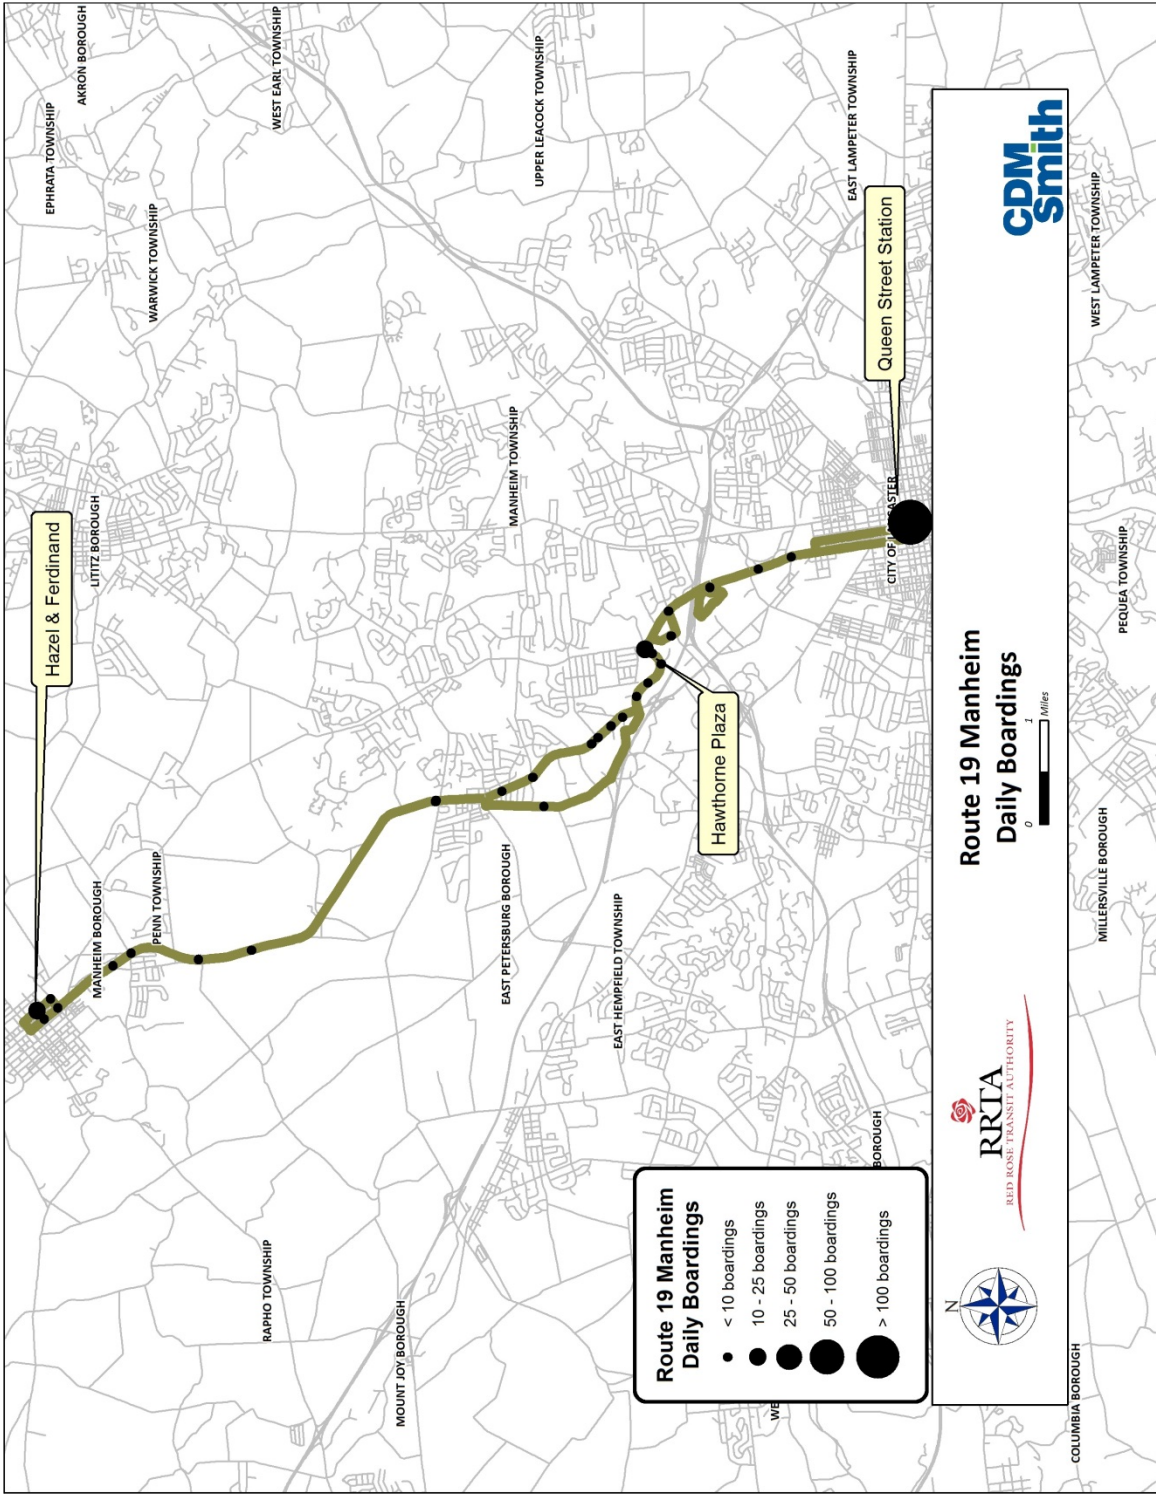 EPHRATA TOWNSHIP
AKRON BOROUGH
WEST EARL TOWNSHIP
WARWICK TOWNSHIP
UPPER LEACOCK TOWNSHIP
EAST LAMPETER TOWNSHIP
WEST LAMPETER TOWNSHIP
Hazel & Ferdinand
LITITZ BOROUGH
MANHEIM TOWNSHIP
Queen Street Station
CITY OF LANCASTER
PEQUEA TOWNSHIP
MANHEIM BOROUGH
PENN TOWNSHIP
EAST PETERSBURG BOROUGH
EAST HEMPFIELD TOWNSHIP
Hawthorne Plaza
MILLERSVILLE BOROUGH
RAPHO TOWNSHIP
MOUNT JOY BOROUGH
BOROUGH
WE
COLUMBIA BOROUGH
Route 19 Manheim
Daily Boardings
< 10 boardings
10 - 25 boardings
25 - 50 boardings
50 - 100 boardings
> 100 boardings
N
RRTA
RED ROSE TRANSIT AUTHORITY
Route 19 Manheim
Daily Boardings
0 1
Miles
CDM
Smith